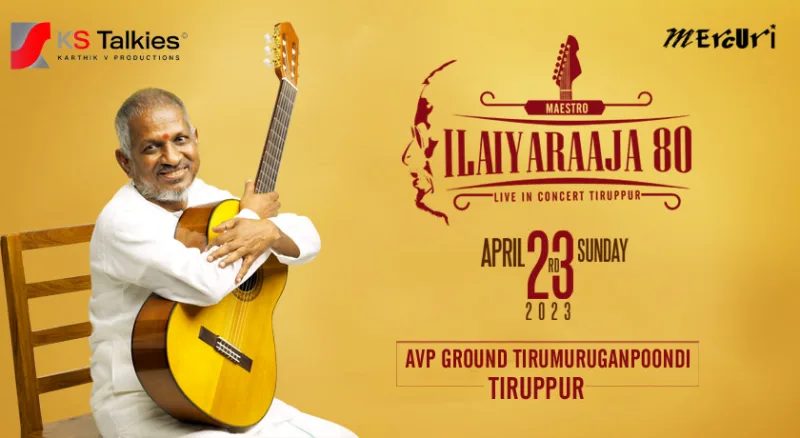 KS Talkies©
KARTHIK V PRODUCTIONS
mErcUri
MAESTRO
ILAIYARAAJA 80
LIVE IN CONCERT TIRUPPUR
APRIL 23RD SUNDAY
2023
AVP GROUND TIRUMURUGANPOONDI
TIRUPPUR